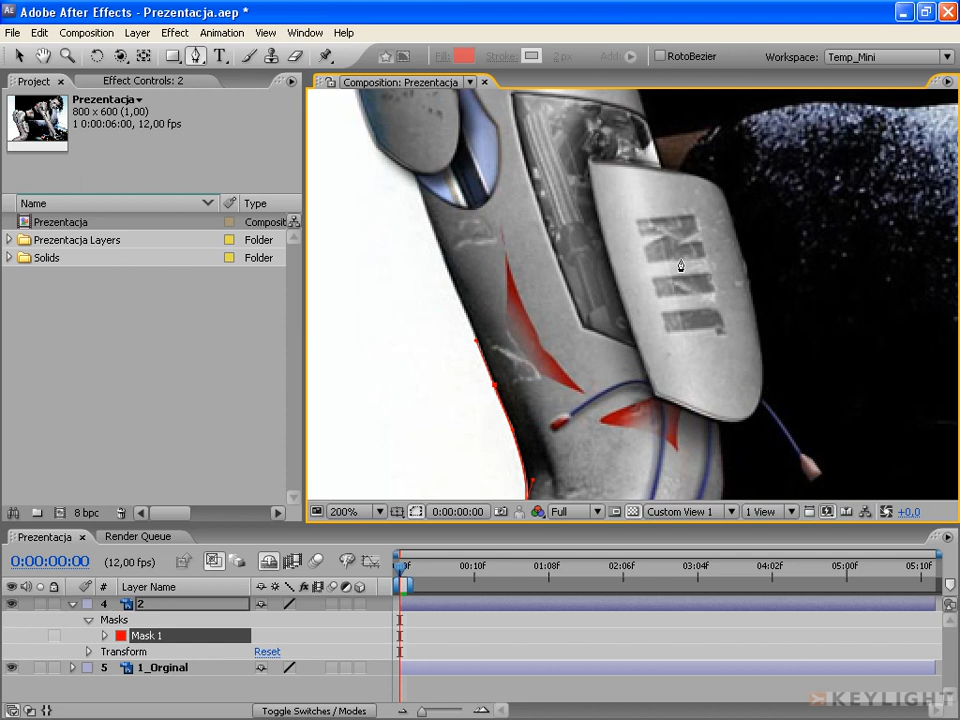 Adobe After Effects - Prezentacja.aep *
File Edit Composition Layer Effect Animation View Window Help
Fill: Stroke: 2 px Add: RotoBezier Workspace: Temp_Mini
Project Effect Controls: 2 Composition: Prezentacja
Prezentacja
800 x 600 (1,00)
1 0:00:06:00, 12,00 fps
Name Type
Prezentacja Composit
Prezentacja Layers Folder
Solids Folder
8 bpc 200% 0:00:00:00 Full Custom View 1 1 View +0,0
Prezentacja Render Queue
0:00:00:00 (12,00 fps) 00:10f 01:08f 02:06f 03:04f 04:02f 05:00f 05:10f
# Layer Name
4 2
Masks
Mask 1
Transform Reset
5 1_Orginal
Toggle Switches / Modes
KEYLIGHT